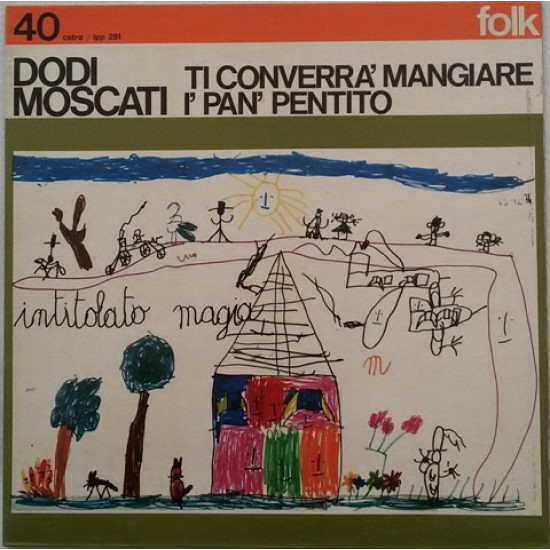 40 cetra / lpp 291
folk
DODI MOSCATI
TI CONVERRA' MANGIARE
I' PAN' PENTITO
intitolato magia
m